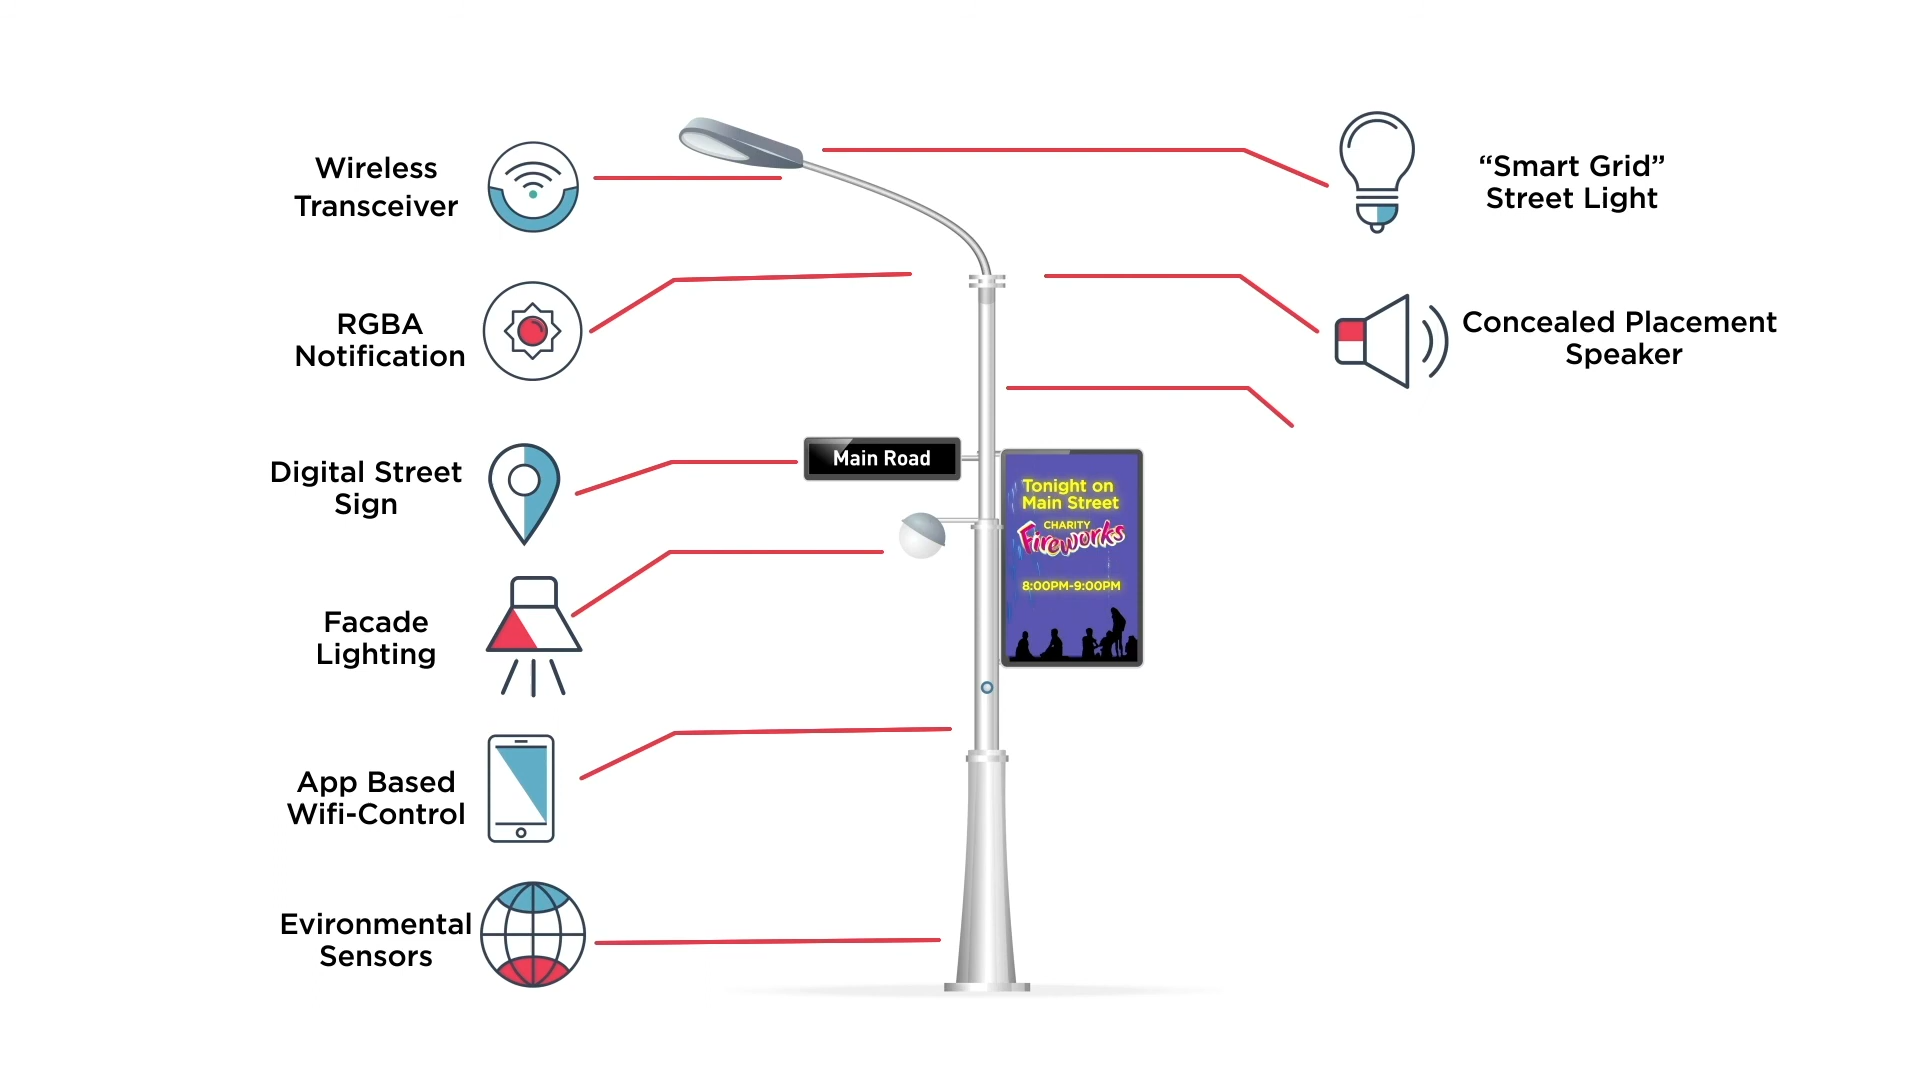 Wireless
Transceiver
RGBA
Notification
Digital Street
Sign
Facade
Lighting
App Based
Wifi-Control
Evironmental
Sensors
Main Road
Tonight on
Main Street
CHARITY
Fireworks
8:00PM-9:00PM
“Smart Grid”
Street Light
Concealed Placement
Speaker